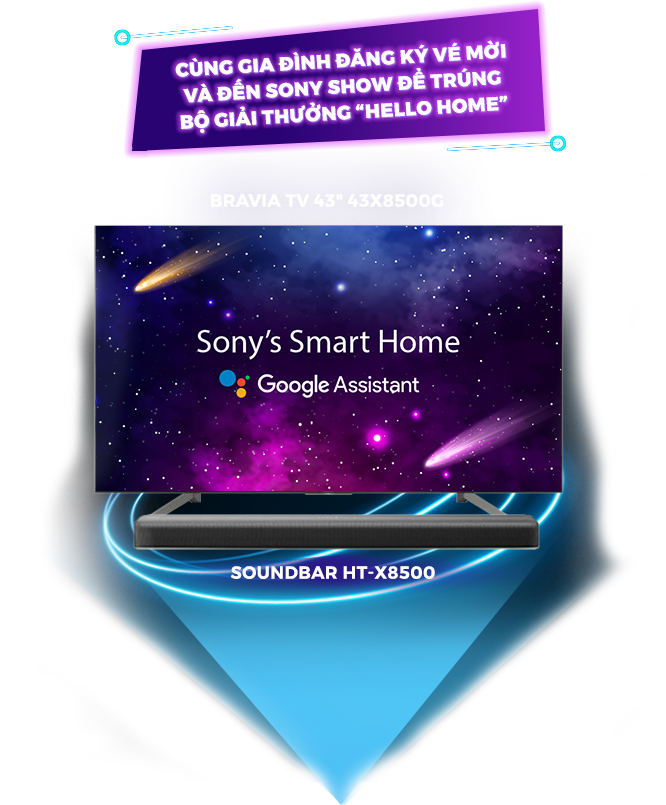 CÙNG GIA ĐÌNH ĐĂNG KÝ VÉ MỜI
VÀ ĐẾN SONY SHOW ĐỂ TRÚNG
BỘ GIẢI THƯỞNG “HELLO HOME”
BRAVIA TV 43" 43X8500G
Sony’s Smart Home
Google Assistant
SOUNDBAR HT-X8500